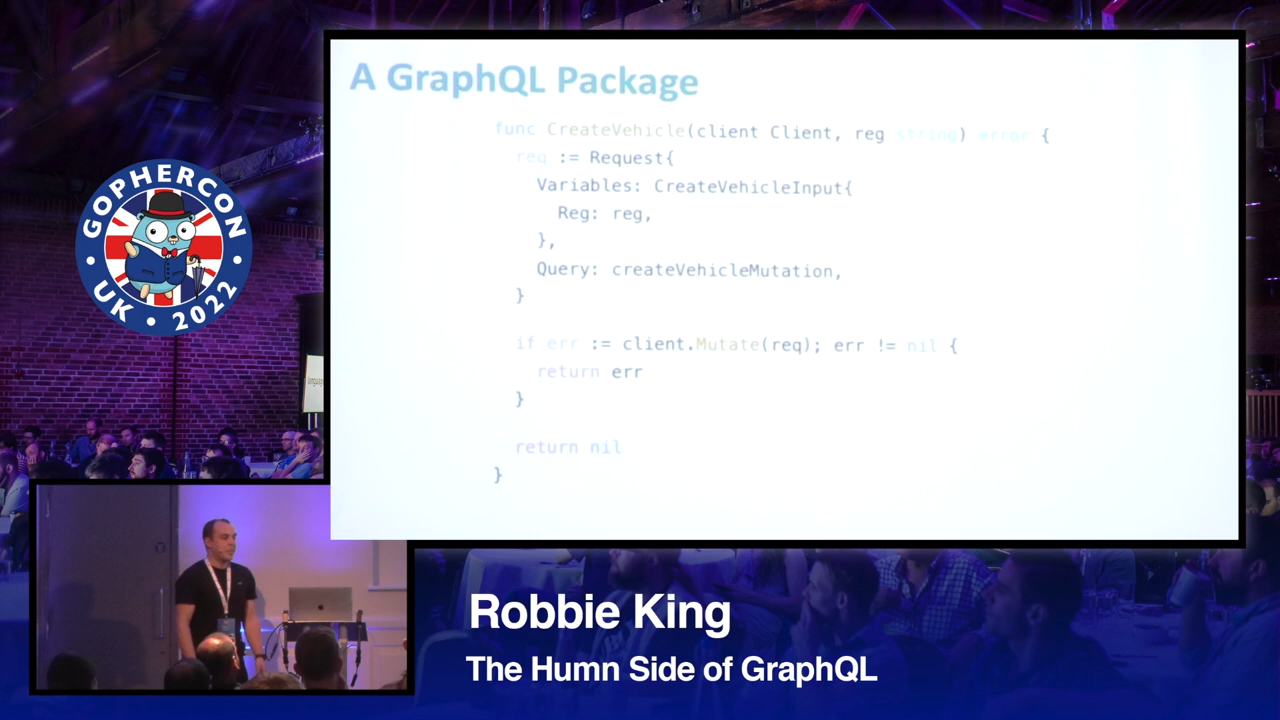 A GraphQL Package
func CreateVehicle(client Client, reg string) error {
  req := Request{
    Variables: CreateVehicleInput{
      Reg: reg,
    },
    Query: createVehicleMutation,
  }

  if err := client.Mutate(req); err != nil {
    return err
  }

  return nil
}
GOPHERCON
UK • 2022
Robbie King
The Humn Side of GraphQL